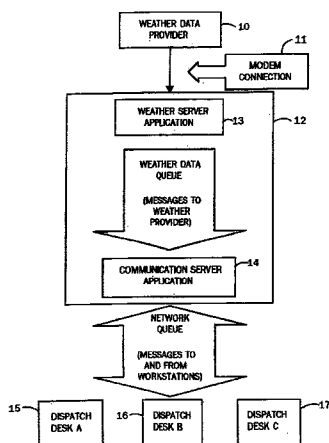 WEATHER DATA
PROVIDER
10
11
MODEM
CONNECTION
12
WEATHER SERVER
APPLICATION
13
WEATHER DATA
QUEUE
(MESSAGES TO
WEATHER
PROVIDER)
14
COMMUNICATION SERVER
APPLICATION
NETWORK
QUEUE
(MESSAGES TO
AND FROM
WORKSTATIONS)
15
DISPATCH
DESK A
16
DISPATCH
DESK B
17
DISPATCH
DESK C